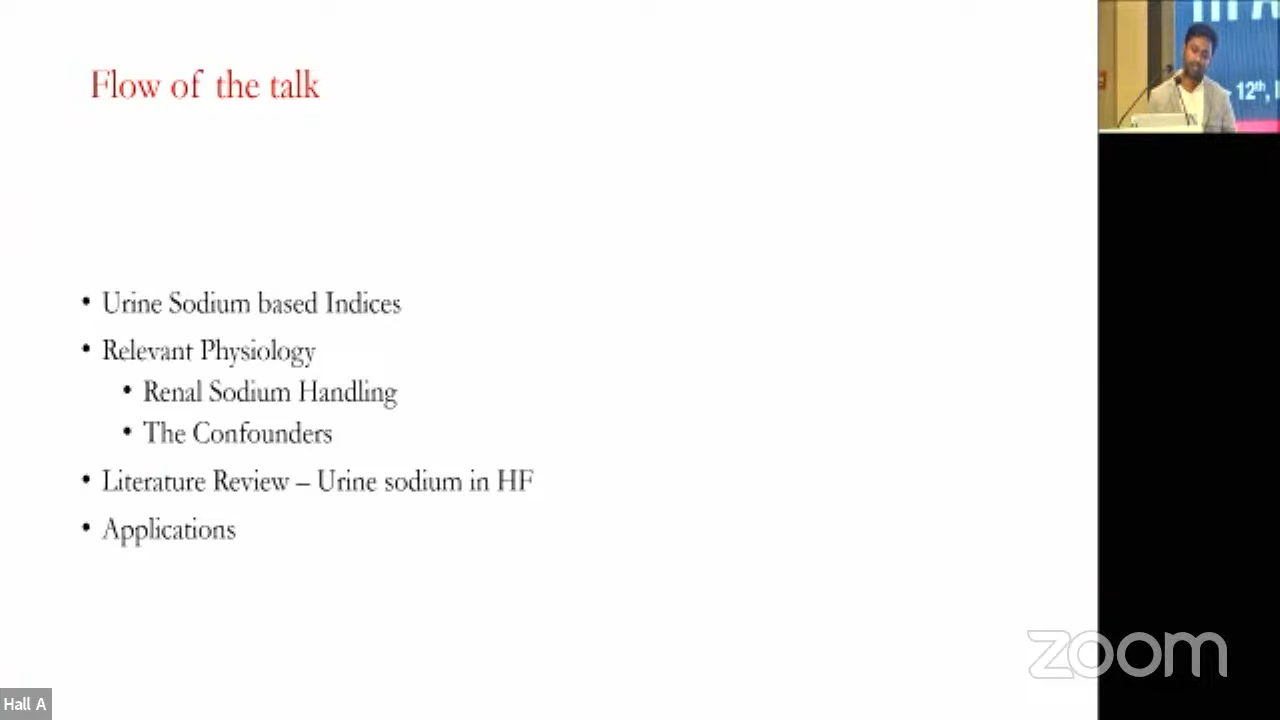 Flow of the talk
• Urine Sodium based Indices
• Relevant Physiology
• Renal Sodium Handling
• The Confounders
• Literature Review – Urine sodium in HF
• Applications
12th,
zoom
Hall A